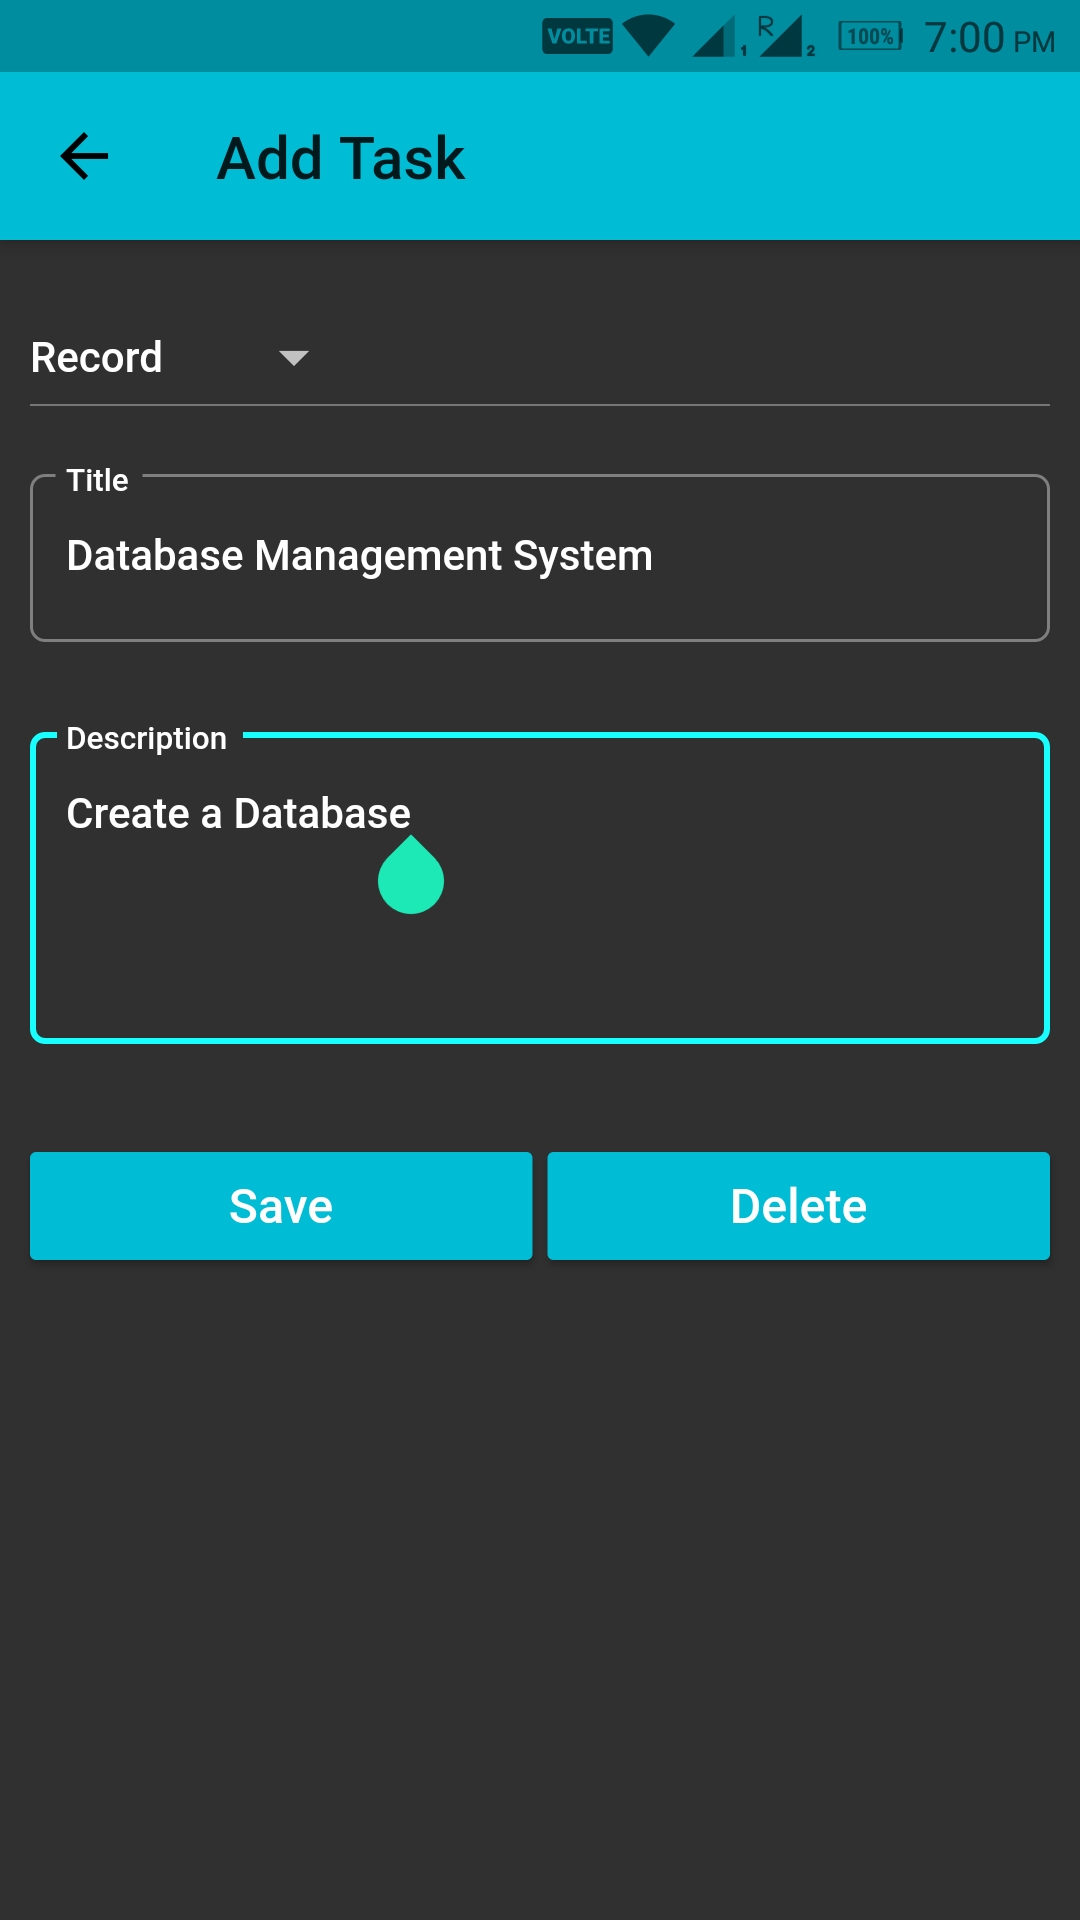 VOLTE 1 R 2 100% 7:00 PM
Add Task
Record
Title
Database Management System
Description
Create a Database
Save Delete